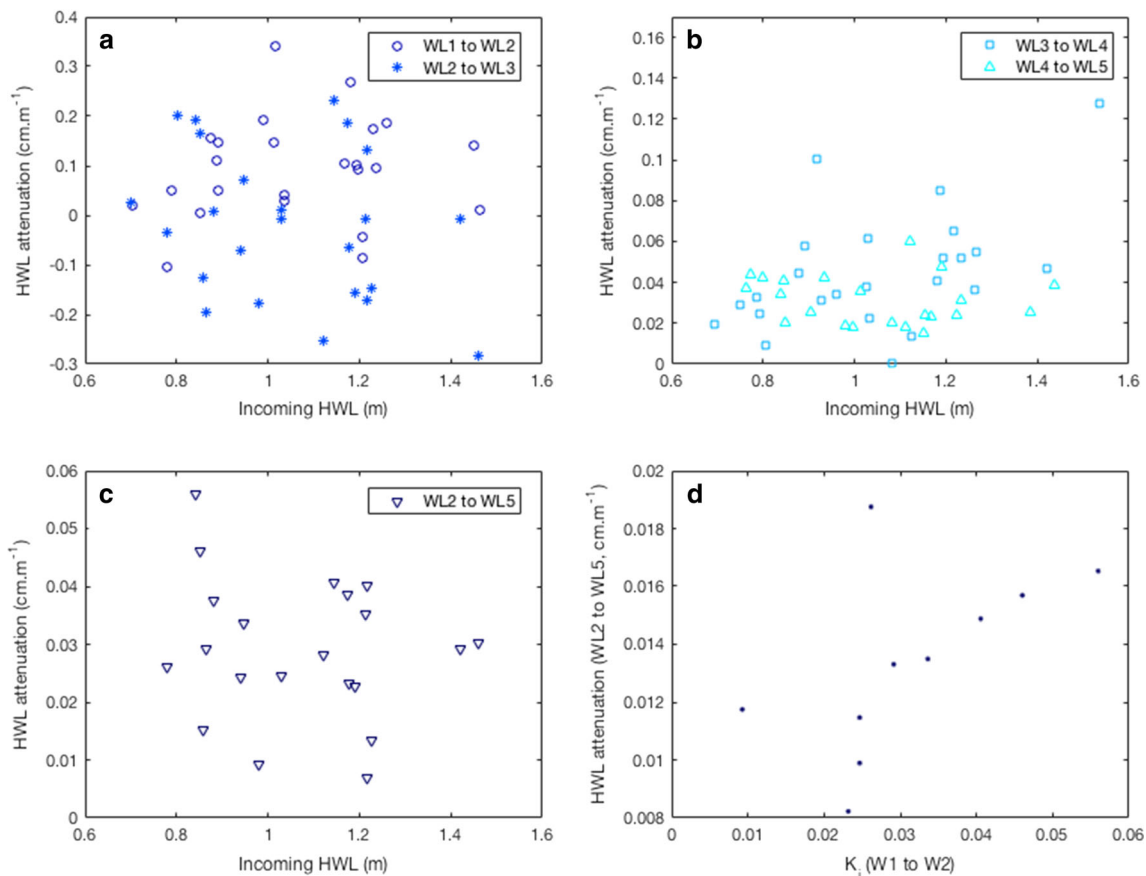 a
WL1 to WL2
WL2 to WL3
HWL attenuation (cm.m⁻¹)
0.4
0.3
0.2
0.1
0
-0.1
-0.2
-0.3
0.6 0.8 1 1.2 1.4 1.6
Incoming HWL (m)
b
WL3 to WL4
WL4 to WL5
HWL attenuation (cm.m⁻¹)
0.16
0.14
0.12
0.1
0.08
0.06
0.04
0.02
0
0.6 0.8 1 1.2 1.4 1.6
Incoming HWL (m)
c
WL2 to WL5
HWL attenuation (cm.m⁻¹)
0.06
0.05
0.04
0.03
0.02
0.01
0
0.6 0.8 1 1.2 1.4 1.6
Incoming HWL (m)
d
HWL attenuation (WL2 to WL5, cm.m⁻¹)
0.02
0.018
0.016
0.014
0.012
0.01
0.008
0 0.01 0.02 0.03 0.04 0.05 0.06
K (W1 to W2)